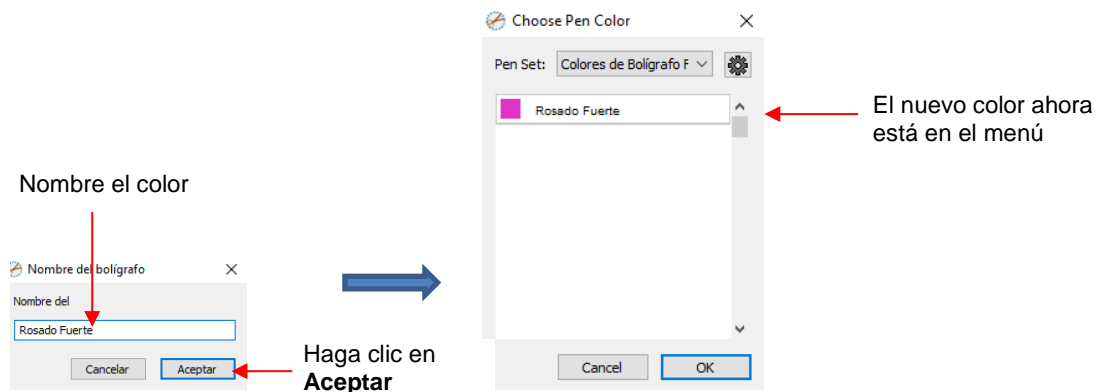 Choose Pen Color
Pen Set: Colores de Bolígrafo F
Rosado Fuerte
El nuevo color ahora
está en el menú
Cancel OK
Nombre el color
Nombre del bolígrafo
Nombre del
Rosado Fuerte
Cancelar Aceptar
Haga clic en
Aceptar